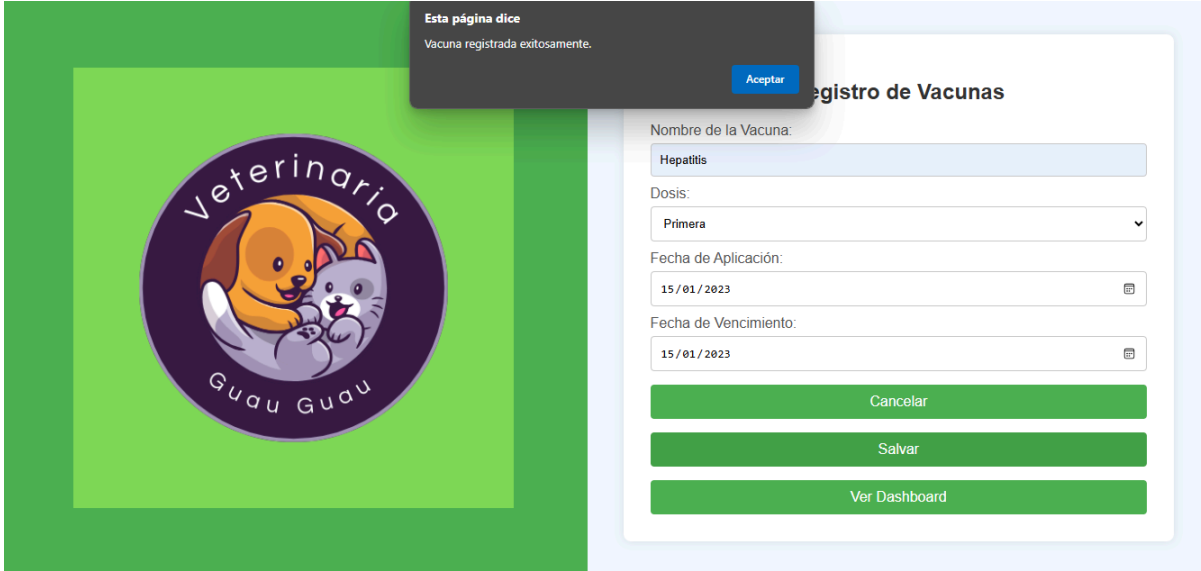 Esta página dice
Vacuna registrada exitosamente.
Aceptar
Veterinaria
Guau Guau
egistro de Vacunas
Nombre de la Vacuna:
Hepatitis
Dosis:
Primera
Fecha de Aplicación:
15/01/2023
Fecha de Vencimiento:
15/01/2023
Cancelar
Salvar
Ver Dashboard